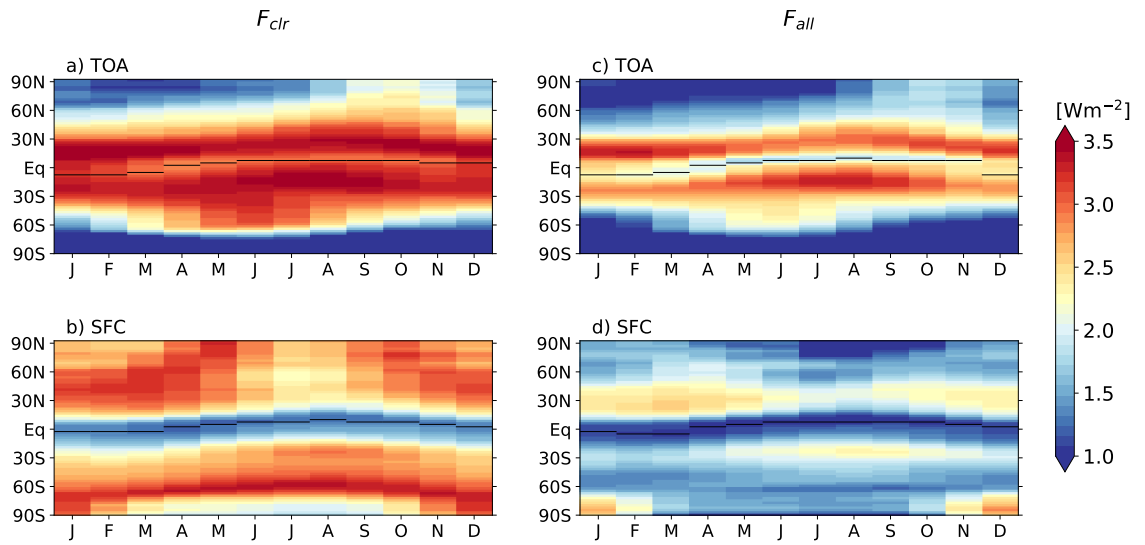 F_clr
F_all
a) TOA
90N
60N
30N
Eq
30S
60S
90S
J F M A M J J A S O N D
c) TOA
90N
60N
30N
Eq
30S
60S
90S
J F M A M J J A S O N D
[Wm⁻²]
3.5
3.0
2.5
2.0
1.5
1.0
b) SFC
90N
60N
30N
Eq
30S
60S
90S
J F M A M J J A S O N D
d) SFC
90N
60N
30N
Eq
30S
60S
90S
J F M A M J J A S O N D